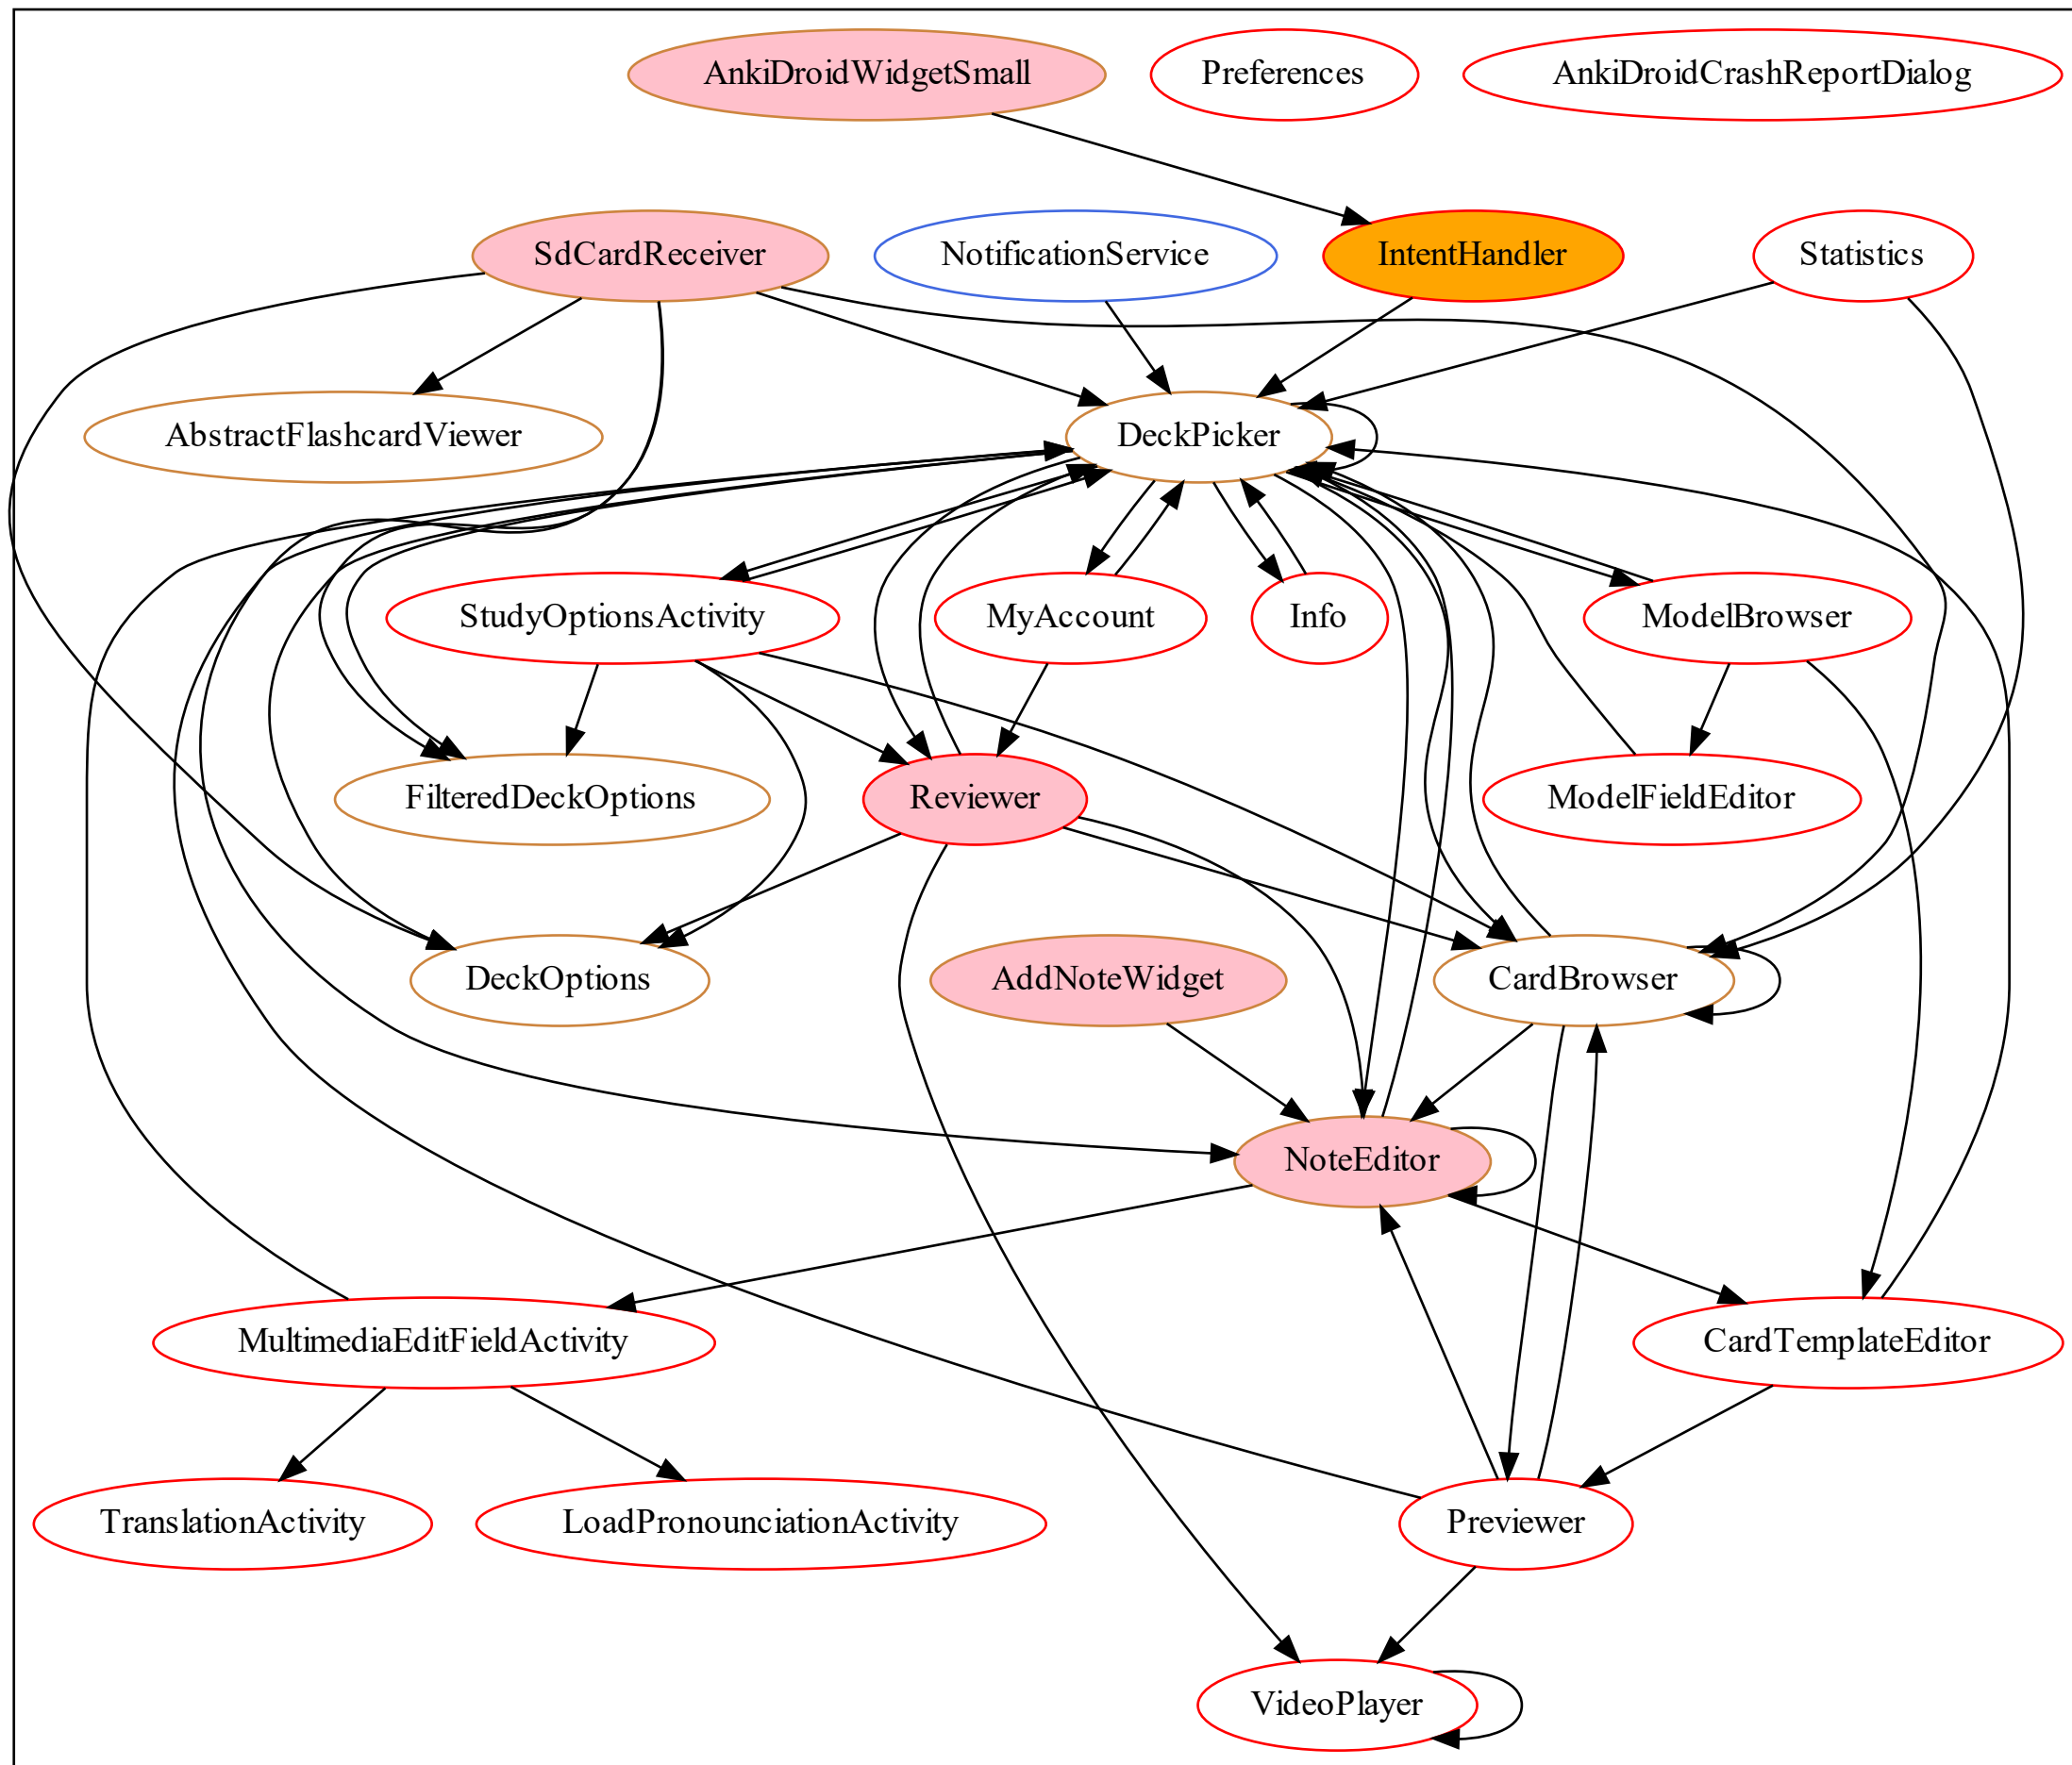 AnkiDroidWidgetSmall
Preferences
AnkiDroidCrashReportDialog
SdCardReceiver
NotificationService
IntentHandler
Statistics
AbstractFlashcardViewer
DeckPicker
StudyOptionsActivity
MyAccount
Info
ModelBrowser
FilteredDeckOptions
Reviewer
ModelFieldEditor
DeckOptions
AddNoteWidget
CardBrowser
NoteEditor
MultimediaEditFieldActivity
CardTemplateEditor
TranslationActivity
LoadPronounciationActivity
Previewer
VideoPlayer